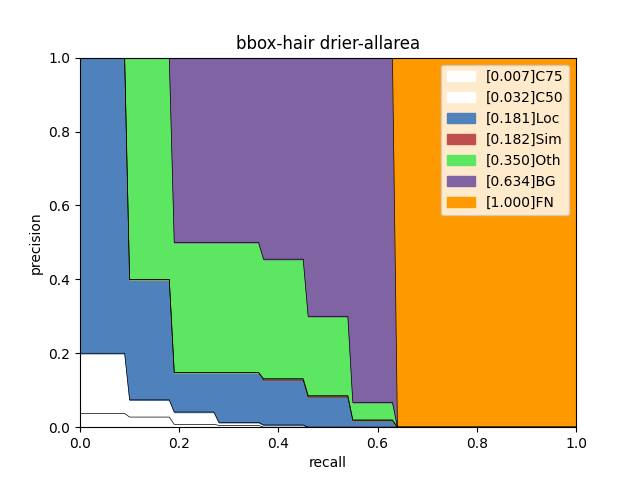 bbox-hair drier-allarea
[0.007]C75
[0.032]C50
[0.181]Loc
[0.182]Sim
[0.350]Oth
[0.634]BG
[1.000]FN
precision
1.0
0.8
0.6
0.4
0.2
0.0
0.0 0.2 0.4 0.6 0.8 1.0
recall